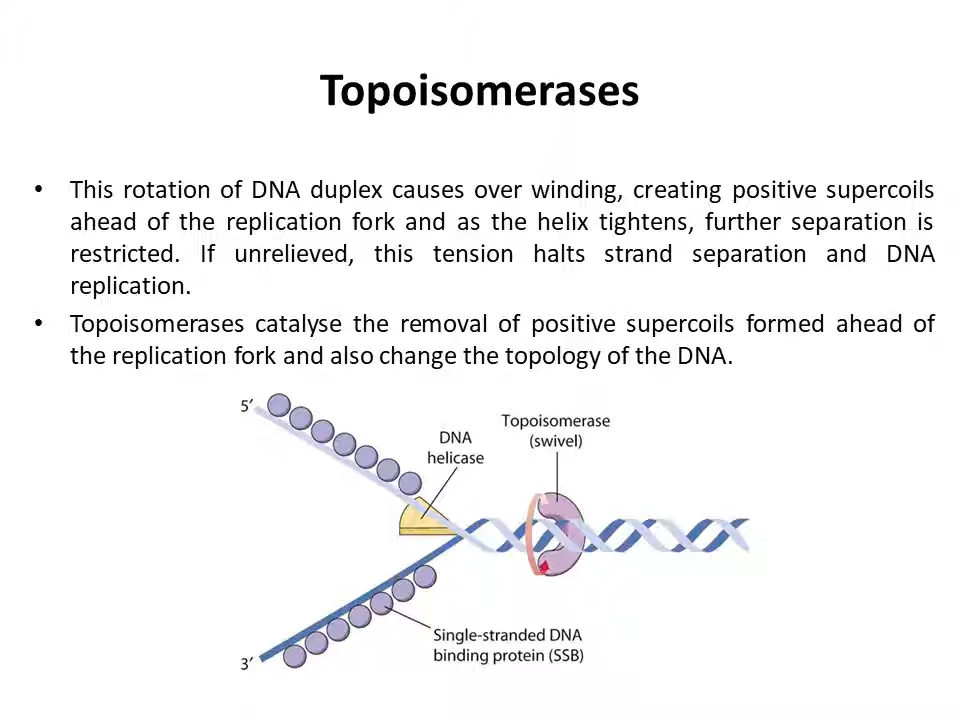 Topoisomerases
• This rotation of DNA duplex causes over winding, creating positive supercoils
ahead of the replication fork and as the helix tightens, further separation is
restricted. If unrelieved, this tension halts strand separation and DNA
replication.
• Topoisomerases catalyse the removal of positive supercoils formed ahead of
the replication fork and also change the topology of the DNA.
5′
DNA
helicase
Topoisomerase
(swivel)
Single-stranded DNA
binding protein (SSB)
3′